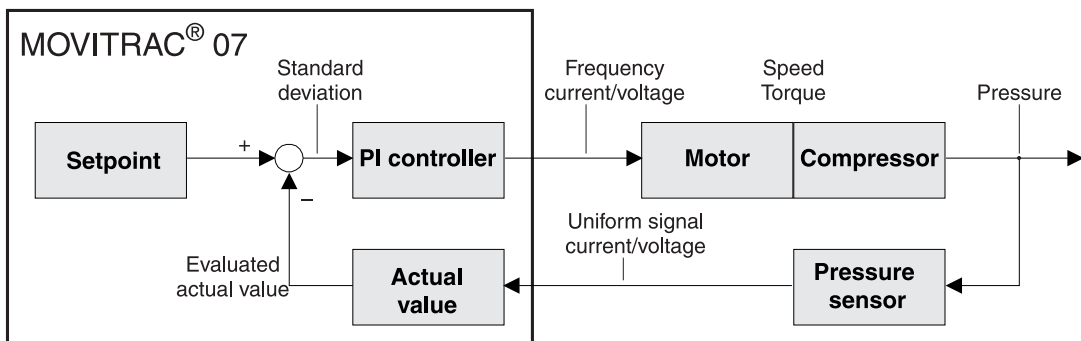 MOVITRAC® 07
Standard
deviation
Frequency
current/voltage
Speed
Torque
Pressure
Setpoint
+
PI controller
Motor
Compressor
−
Uniform signal
current/voltage
Evaluated
actual value
Actual
value
Pressure
sensor